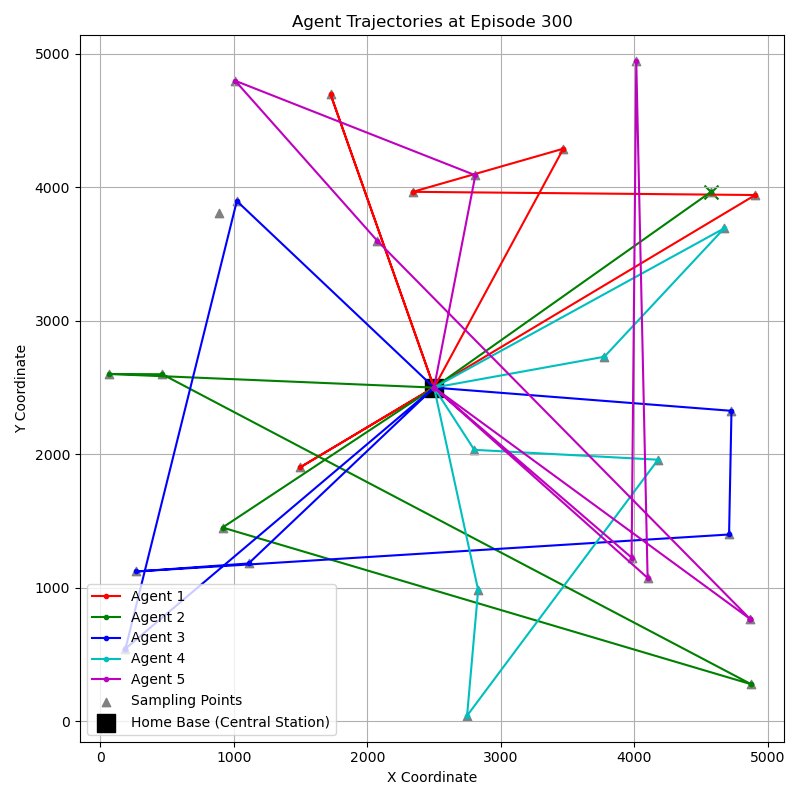 Agent Trajectories at Episode 300
5000
4000
3000
2000
1000
0
Y Coordinate
Agent 1
Agent 2
Agent 3
Agent 4
Agent 5
Sampling Points
Home Base (Central Station)
0 1000 2000 3000 4000 5000
X Coordinate